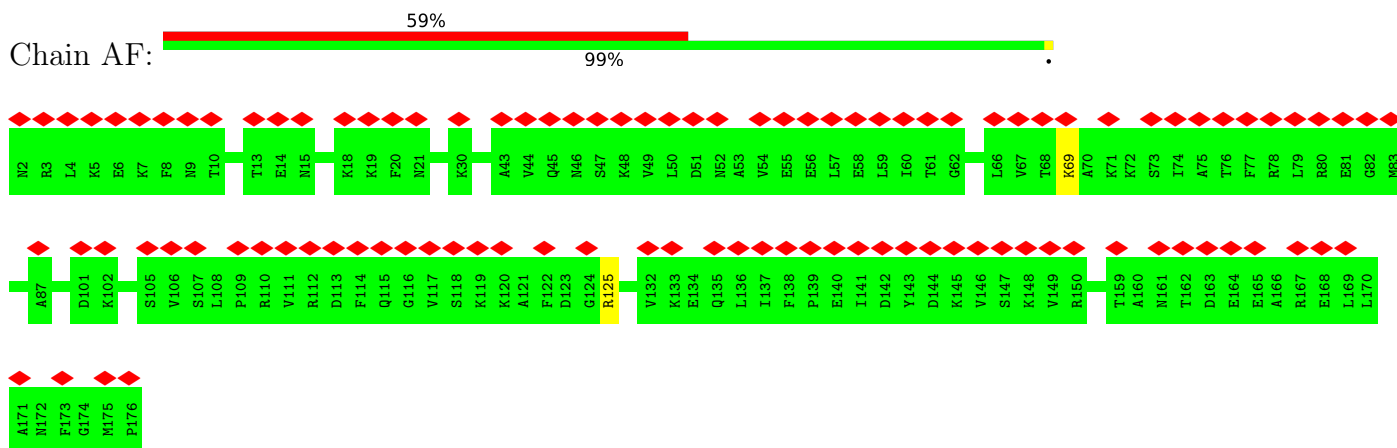 59%
Chain AF:
99%
•
N2 R3 L4 K5 E6 K7 F8 N9 T10 T13 E14 N15 K18 K19 F20 N21 K30 A43 V44 Q45 N46 S47 K48 V49 L50 D51 N52 A53 V54 E55 E56 L57 E58 L59 I60 T61 G62 L66 V67 T68 K69 A70 K71 K72 S73 I74 A75 T76 F77 R78 L79 R80 E81 G82 M83
A87 D101 K102 S105 V106 S107 L108 P109 R110 V111 R112 D113 F114 Q115 G116 V117 S118 K119 K120 A121 F122 D123 G124 R125 V132 K133 E134 Q135 L136 I137 F138 P139 E140 I141 D142 Y143 D144 K145 V146 S147 K148 V149 R150 T159 A160 N161 T162 D163 E164 E165 A166 R167 E168 L169 L170
A171 N172 F173 G174 M175 P176